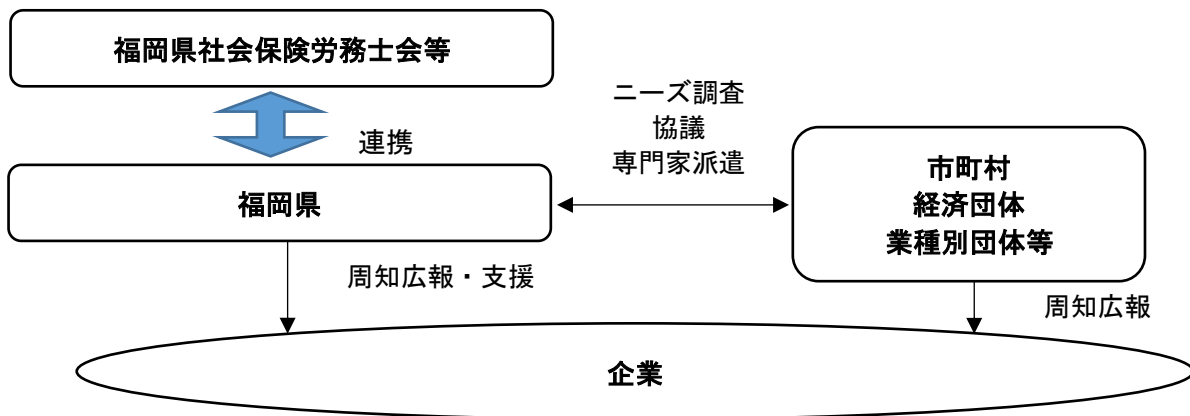 福岡県社会保険労務士会等
連携
福岡県
ニーズ調査
協議
専門家派遣
市町村
経済団体
業種別団体等
周知広報・支援
周知広報
企業